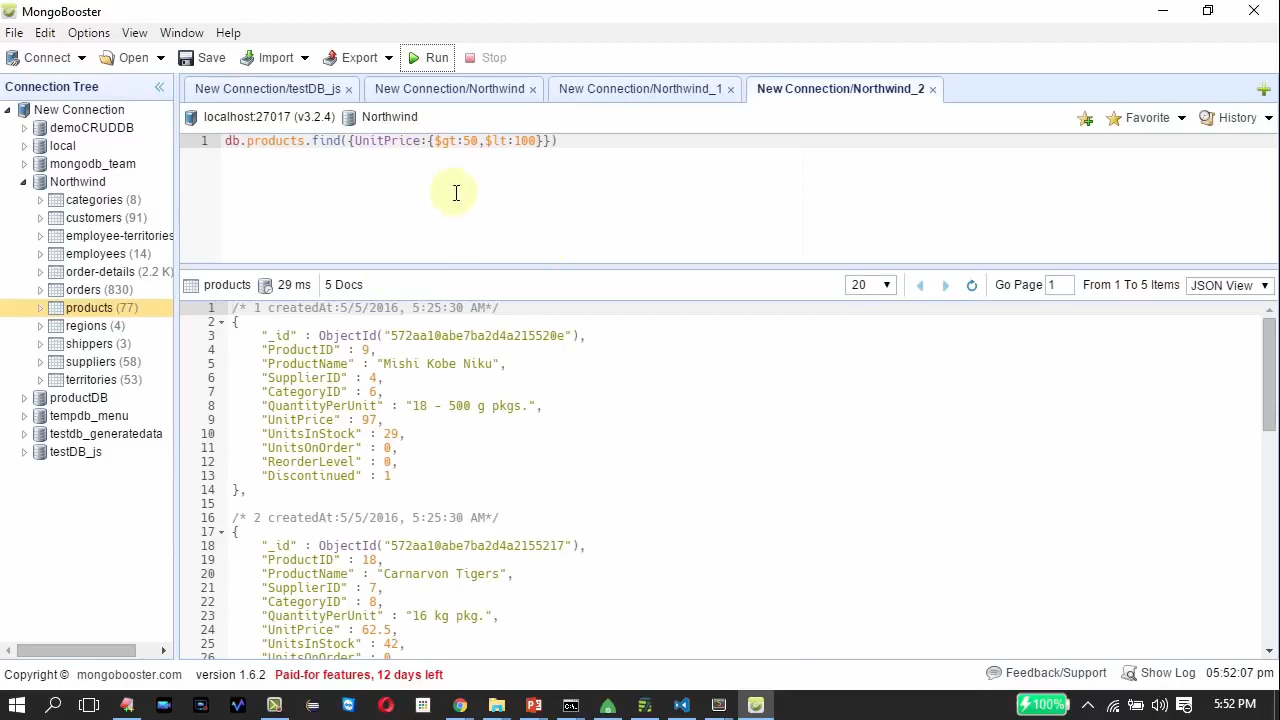 MongoBooster
File Edit Options View Window Help
Connect Open Save Import Export Run Stop
Connection Tree
New Connection
demoCRUDDB
local
mongodb_team
Northwind
categories (8)
customers (91)
employee-territories
employees (14)
order-details (2.2 K)
orders (830)
products (77)
regions (4)
shippers (3)
suppliers (58)
territories (53)
productDB
tempdb_menu
testdb_generatedata
testDB_js
New Connection/testDB_js × New Connection/Northwind × New Connection/Northwind_1 × New Connection/Northwind_2 ×
localhost:27017 (v3.2.4) Northwind Favorite History
1 db.products.find({UnitPrice:{$gt:50,$lt:100}})
products 29 ms 5 Docs 20 Go Page 1 From 1 To 5 Items JSON View
1 /* 1 createdAt:5/5/2016, 5:25:30 AM*/
2 {
3 "_id" : ObjectId("572aa10abe7ba2d4a215520e"),
4 "ProductID" : 9,
5 "ProductName" : "Mishi Kobe Niku",
6 "SupplierID" : 4,
7 "CategoryID" : 6,
8 "QuantityPerUnit" : "18 - 500 g pkgs.",
9 "UnitPrice" : 97,
10 "UnitsInStock" : 29,
11 "UnitsOnOrder" : 0,
12 "ReorderLevel" : 0,
13 "Discontinued" : 1
14 },
15
16 /* 2 createdAt:5/5/2016, 5:25:30 AM*/
17 {
18 "_id" : ObjectId("572aa10abe7ba2d4a2155217"),
19 "ProductID" : 18,
20 "ProductName" : "Carnarvon Tigers",
21 "SupplierID" : 7,
22 "CategoryID" : 8,
23 "QuantityPerUnit" : "16 kg pkg.",
24 "UnitPrice" : 62.5,
25 "UnitsInStock" : 42,
26 "UnitsOnOrder" : 0
Copyright© mongobooster.com version 1.6.2 Paid-for features, 12 days left Feedback/Support Show Log 05:52:07 pm
100% 5:52 PM